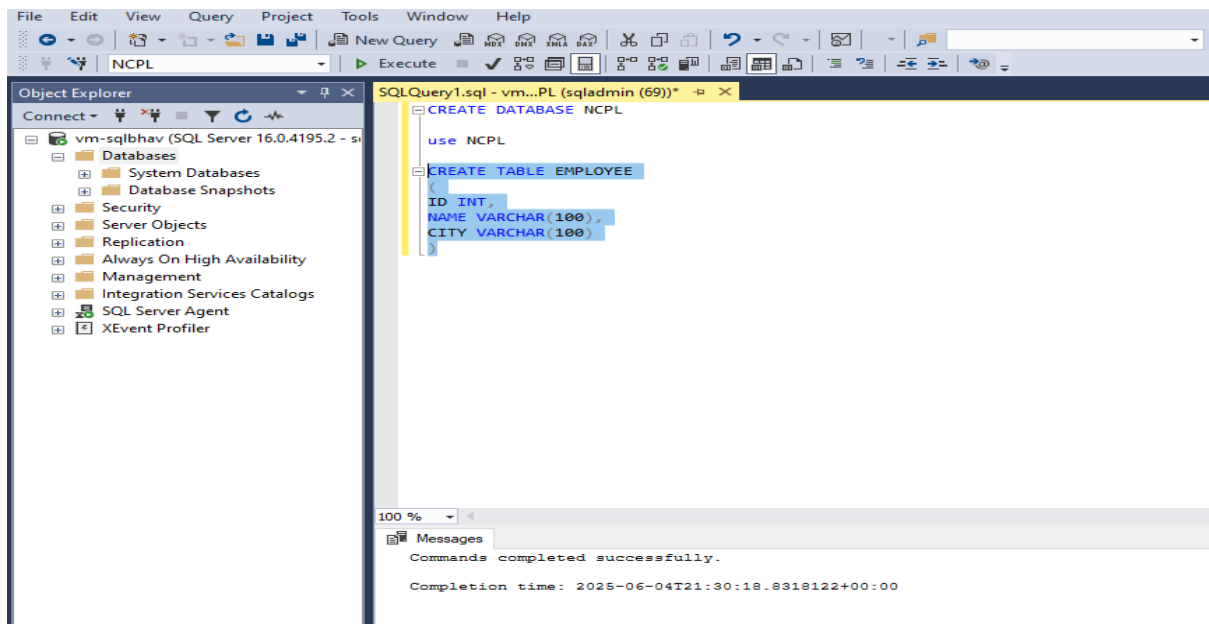 File Edit View Query Project Tools Window Help
New Query MDX DMX XMLA DAX
NCPL Execute
Object Explorer
Connect
vm-sqlbhav (SQL Server 16.0.4195.2 - s
Databases
System Databases
Database Snapshots
Security
Server Objects
Replication
Always On High Availability
Management
Integration Services Catalogs
SQL Server Agent
XEvent Profiler
SQLQuery1.sql - vm...PL (sqladmin (69))*
CREATE DATABASE NCPL
use NCPL
CREATE TABLE EMPLOYEE
(
ID INT,
NAME VARCHAR(100),
CITY VARCHAR(100)
)
100 %
Messages
Commands completed successfully.
Completion time: 2025-06-04T21:30:18.8318122+00:00